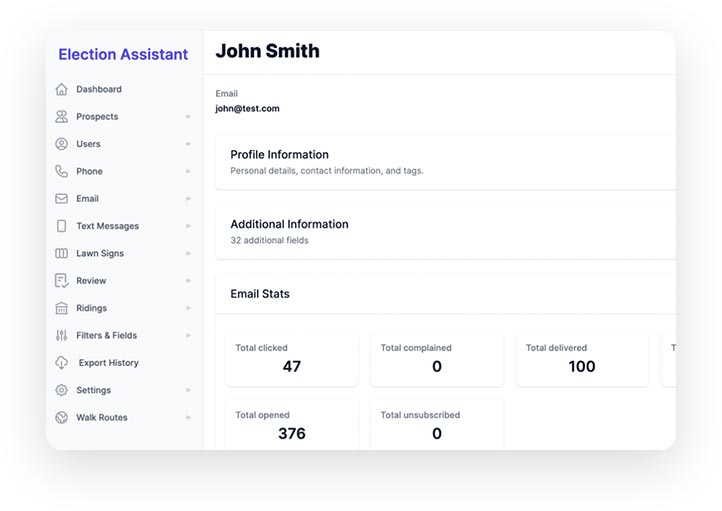 Election Assistant
Dashboard
Prospects
Users
Phone
Email
Text Messages
Lawn Signs
Review
Ridings
Filters & Fields
Export History
Settings
Walk Routes
John Smith
Email
john@test.com
Profile Information
Personal details, contact information, and tags.
Additional Information
32 additional fields
Email Stats
Total clicked
47
Total complained
0
Total delivered
100
Total opened
376
Total unsubscribed
0